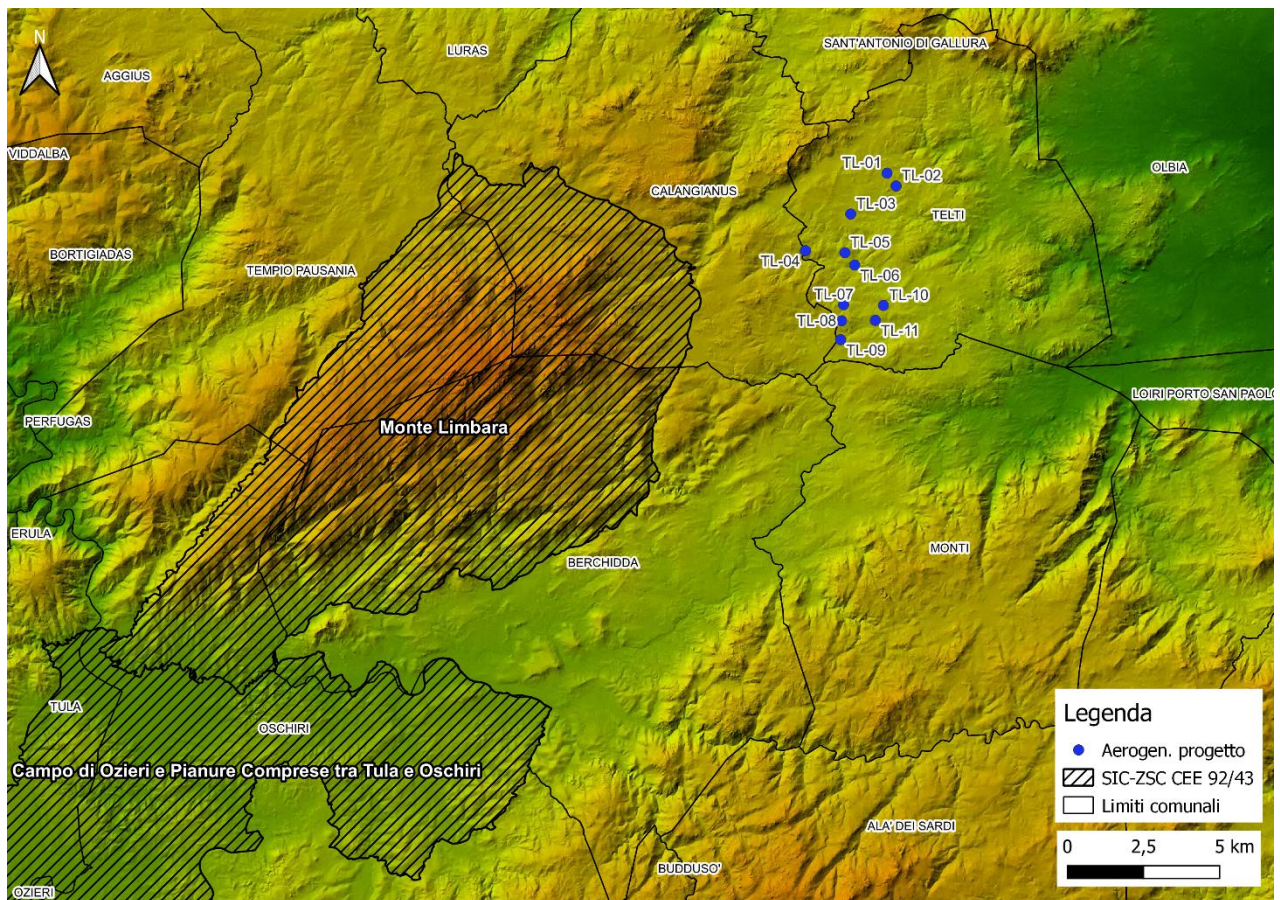 N
LURAS
SANT'ANTONIO DI GALLURA
AGGIUS
VIDDALBA
OLBIA
TL-01
TL-02
CALANGIANUS
TL-03
TELTI
BORTIGIADAS
TEMPIO PAUSANIA
TL-04
TL-05
TL-06
TL-07
TL-10
TL-08
TL-11
TL-09
LOIRI PORTO SAN PAOLO
PERFUGAS
Monte Limbara
ERULA
MONTI
BERCHIDDA
TULA
OSCHIRI
Campo di Ozieri e Pianure Comprese tra Tula e Oschiri
ALA' DEI SARDI
BUDDUSO'
OZIERI
Legenda
Aerogen. progetto
SIC-ZSC CEE 92/43
Limiti comunali
0 2,5 5 km